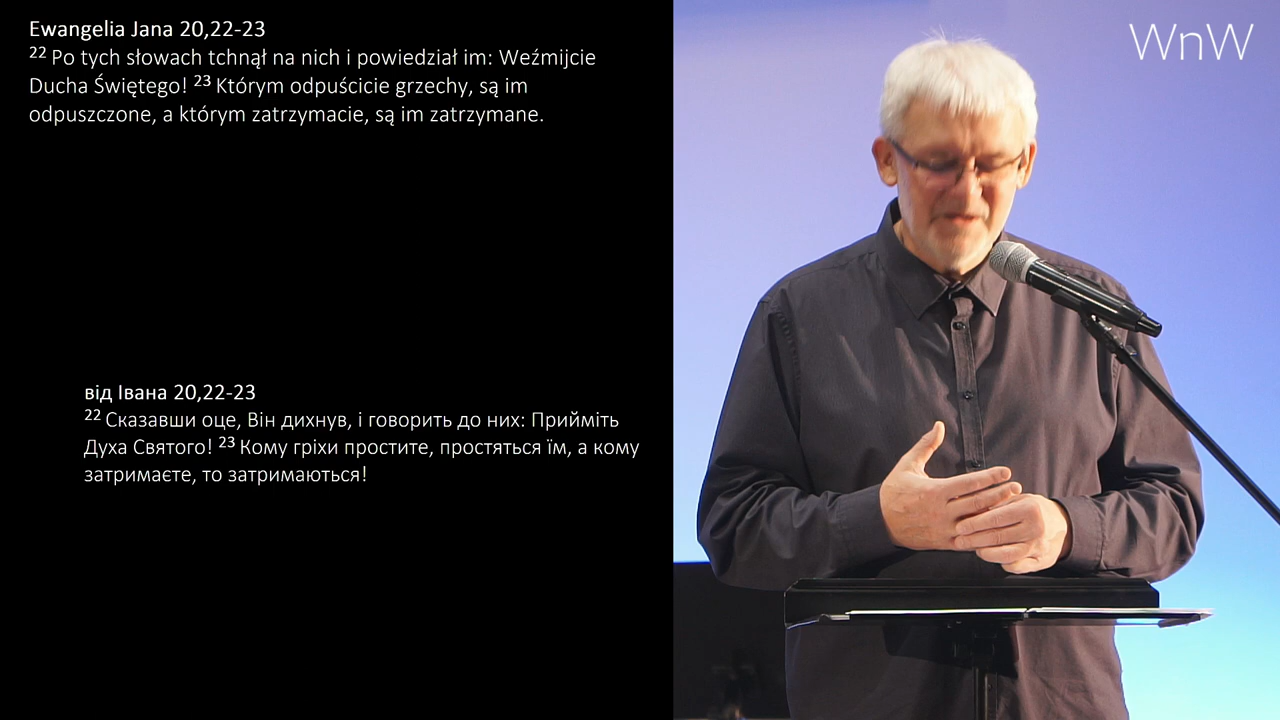 Ewangelia Jana 20,22-23
22 Po tych słowach tchnął na nich i powiedział im: Weźmijcie
Ducha Świętego! 23 Którym odpuścicie grzechy, są im
odpuszczone, a którym zatrzymacie, są im zatrzymane.
від Івана 20,22-23
22 Сказавши оце, Він дихнув, і говорить до них: Прийміть
Духа Святого! 23 Кому гріхи простите, простяться їм, а кому
затримаєте, то затримаються!
WnW